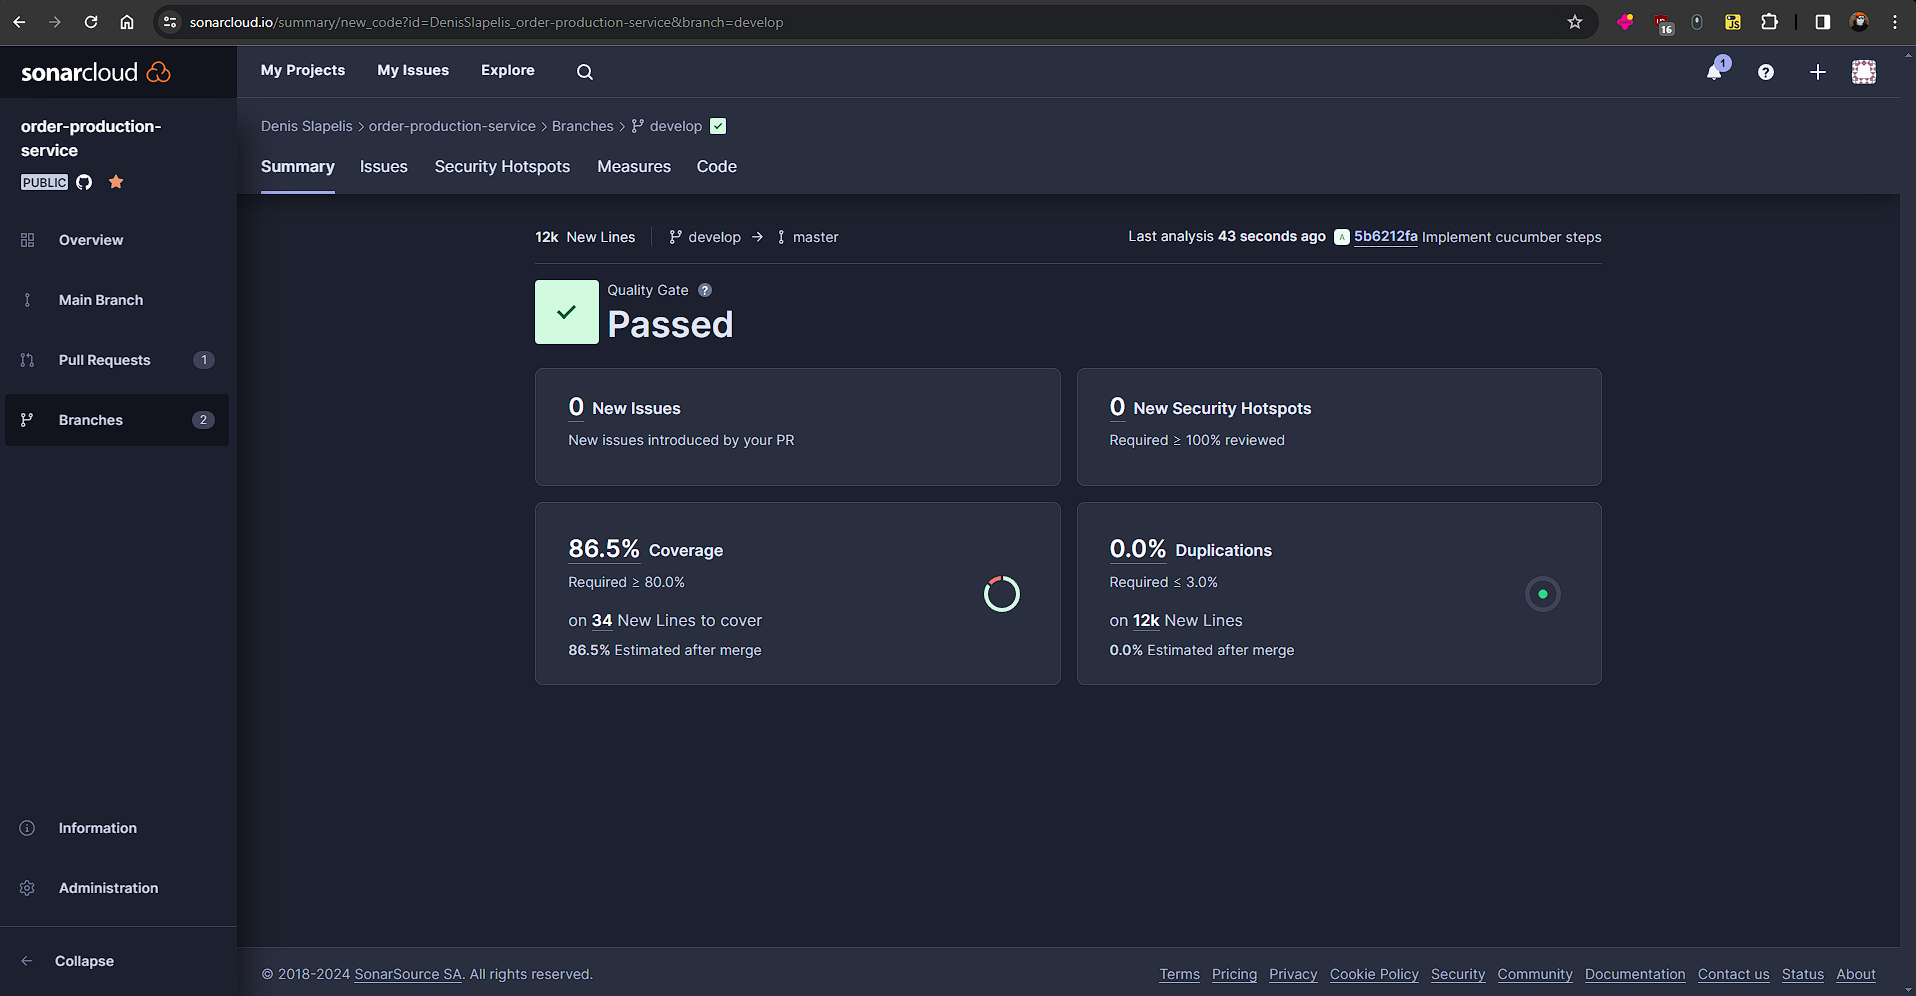 sonarcloud.io/summary/new_code?id=DenisSlapelis_order-production-service&branch=develop
16
JS
sonarcloud
My Projects My Issues Explore
1
order-production-
service
PUBLIC
Overview
Main Branch
Pull Requests 1
Branches 2
Information
Administration
Collapse
Denis Slapelis > order-production-service > Branches > develop
Summary Issues Security Hotspots Measures Code
12k New Lines develop → master
Last analysis 43 seconds ago A 5b6212fa Implement cucumber steps
Quality Gate ?
Passed
0 New Issues
New issues introduced by your PR
0 New Security Hotspots
Required ≥ 100% reviewed
86.5% Coverage
Required ≥ 80.0%
on 34 New Lines to cover
86.5% Estimated after merge
0.0% Duplications
Required ≤ 3.0%
on 12k New Lines
0.0% Estimated after merge
© 2018-2024 SonarSource SA. All rights reserved.
Terms Pricing Privacy Cookie Policy Security Community Documentation Contact us Status About